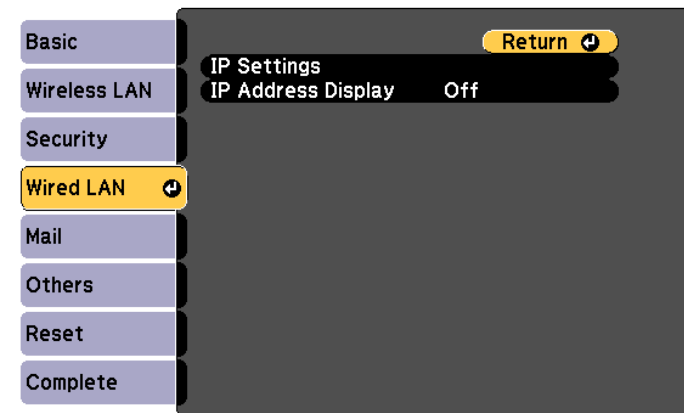 Basic
Wireless LAN
Security
Wired LAN
Mail
Others
Reset
Complete
Return
IP Settings
IP Address Display Off